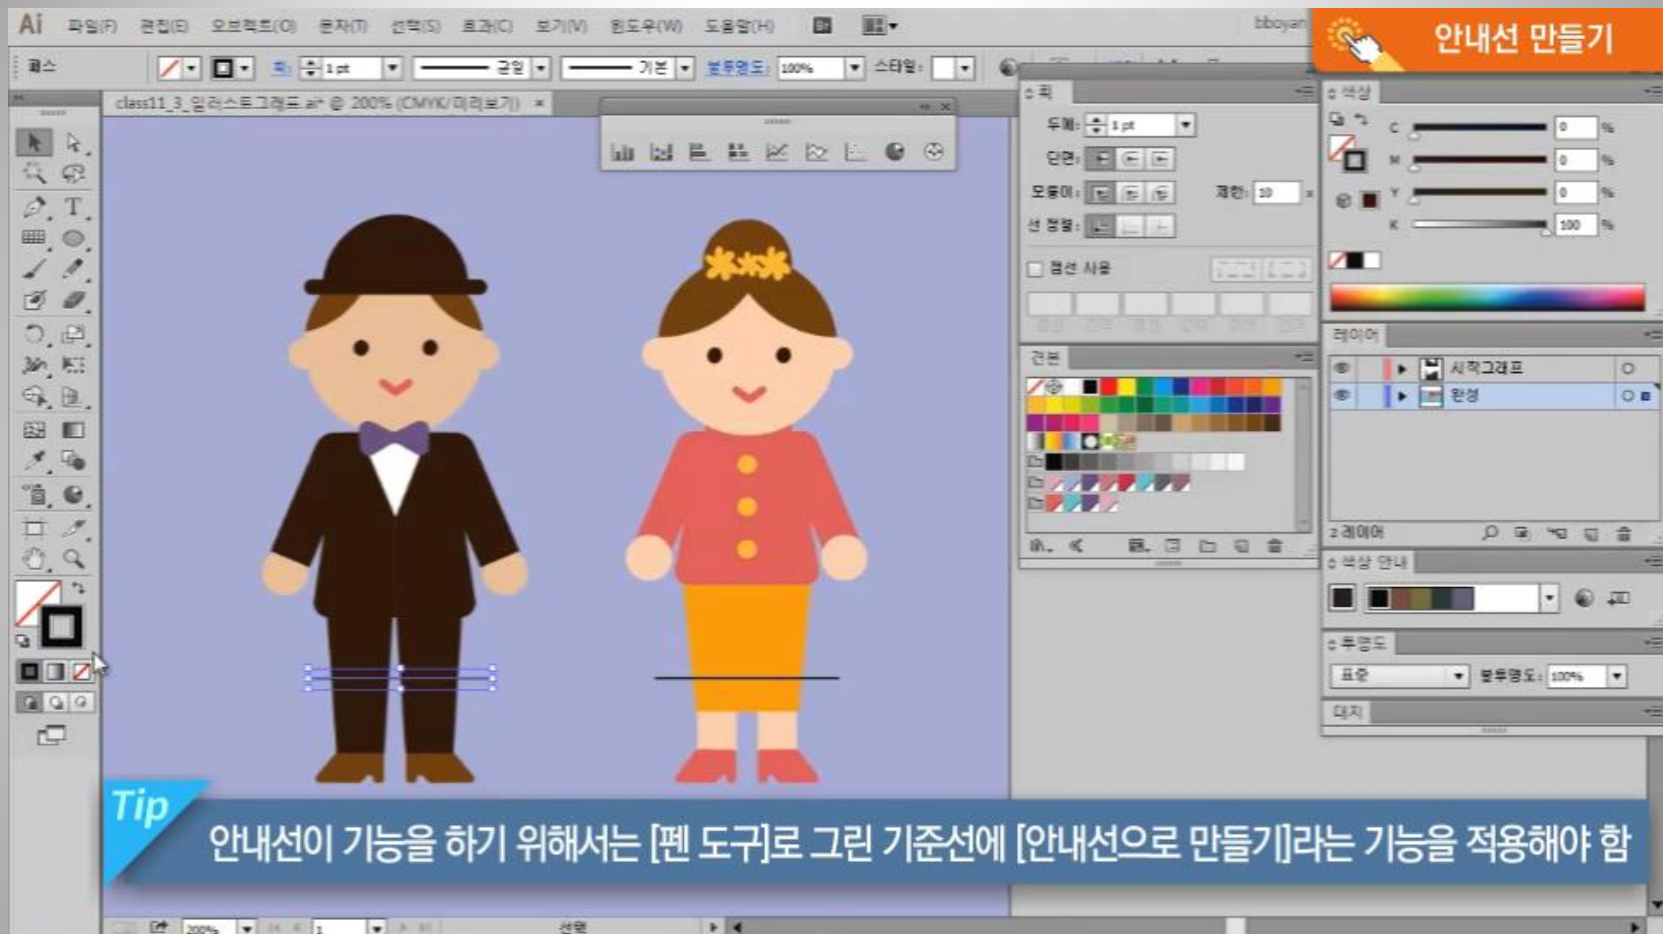 Ai 파일(F) 편집(E) 오브젝트(O) 문자(T) 선택(S) 효과(C) 보기(V) 윈도우(W) 도움말(H) Br bboyan
안내선 만들기
패스 획: 1 pt 균일 기본 불투명도: 100% 스타일:
class11_3_일러스트그래프.ai* @ 200% (CMYK/미리보기) ×
획
두께: 1 pt
단면:
모퉁이: 제한: 10 x
선 정렬:
점선 사용
견본
색상
C 0 %
M 0 %
Y 0 %
K 100 %
레이어
시작그래프
완성
2 레이어
색상 안내
투명도
표준 불투명도: 100%
대지
Tip
안내선이 기능을 하기 위해서는 [펜 도구]로 그린 기준선에 [안내선으로 만들기]라는 기능을 적용해야 함
200% 1 선택